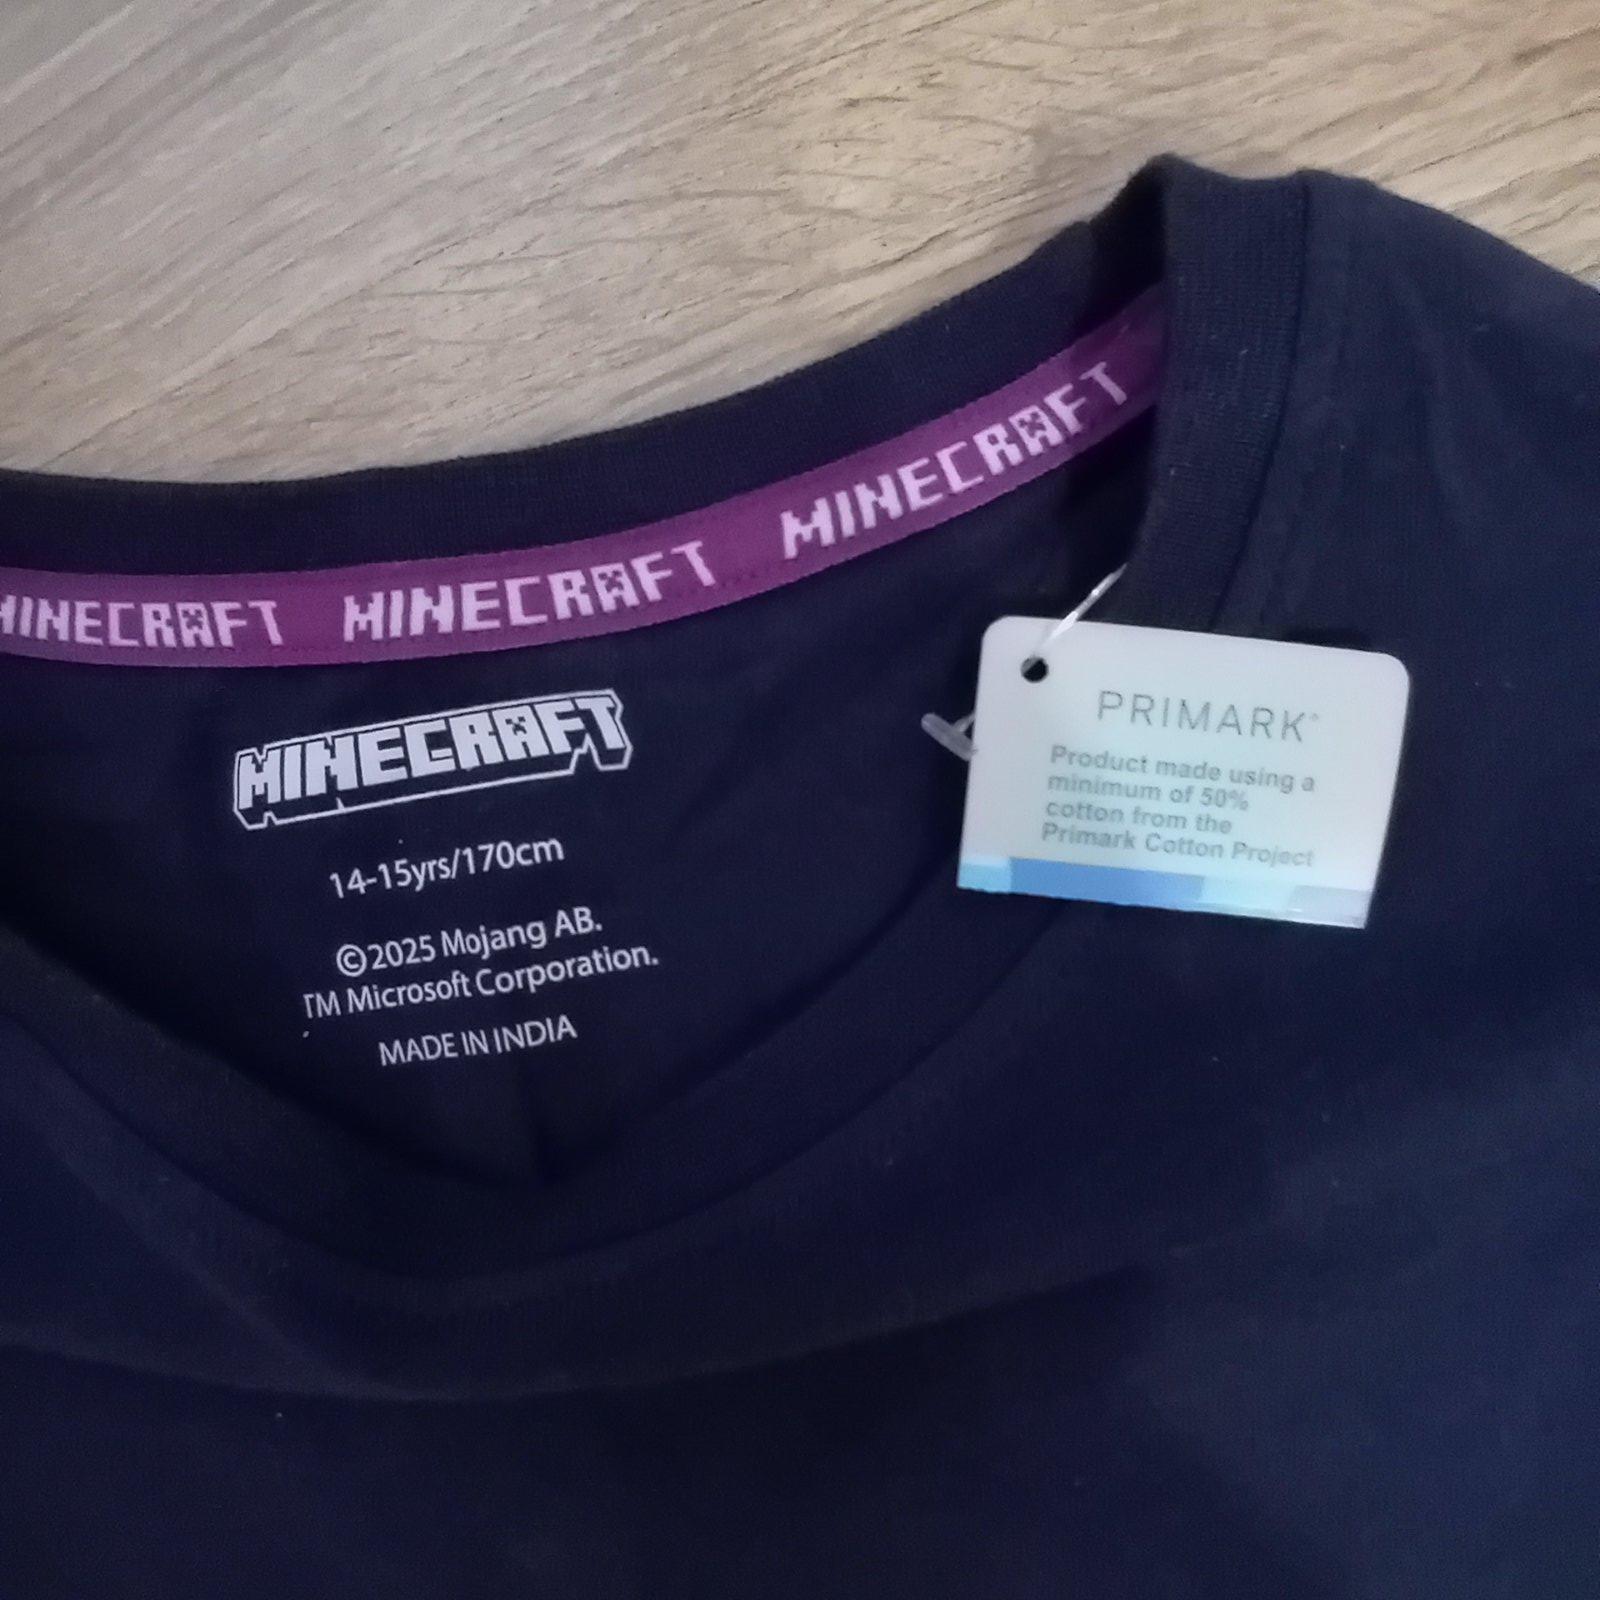 MINECRAFT MINECRAFT MINECRAFT
MINECRAFT
14-15yrs/170cm
©2025 Mojang AB.
TM Microsoft Corporation.
MADE IN INDIA
PRIMARK®
Product made using a
minimum of 50%
cotton from the
Primark Cotton Project